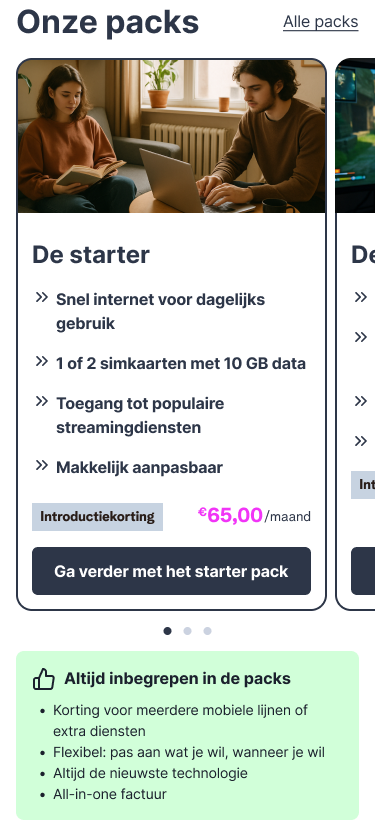 Onze packs
Alle packs
De starter
Snel internet voor dagelijks
gebruik
1 of 2 simkaarten met 10 GB data
Toegang tot populaire
streamingdiensten
Makkelijk aanpasbaar
Introductiekorting
€65,00/maand
Ga verder met het starter pack
De
Int
Altijd inbegrepen in de packs
• Korting voor meerdere mobiele lijnen of
extra diensten
• Flexibel: pas aan wat je wil, wanneer je wil
• Altijd de nieuwste technologie
• All-in-one factuur